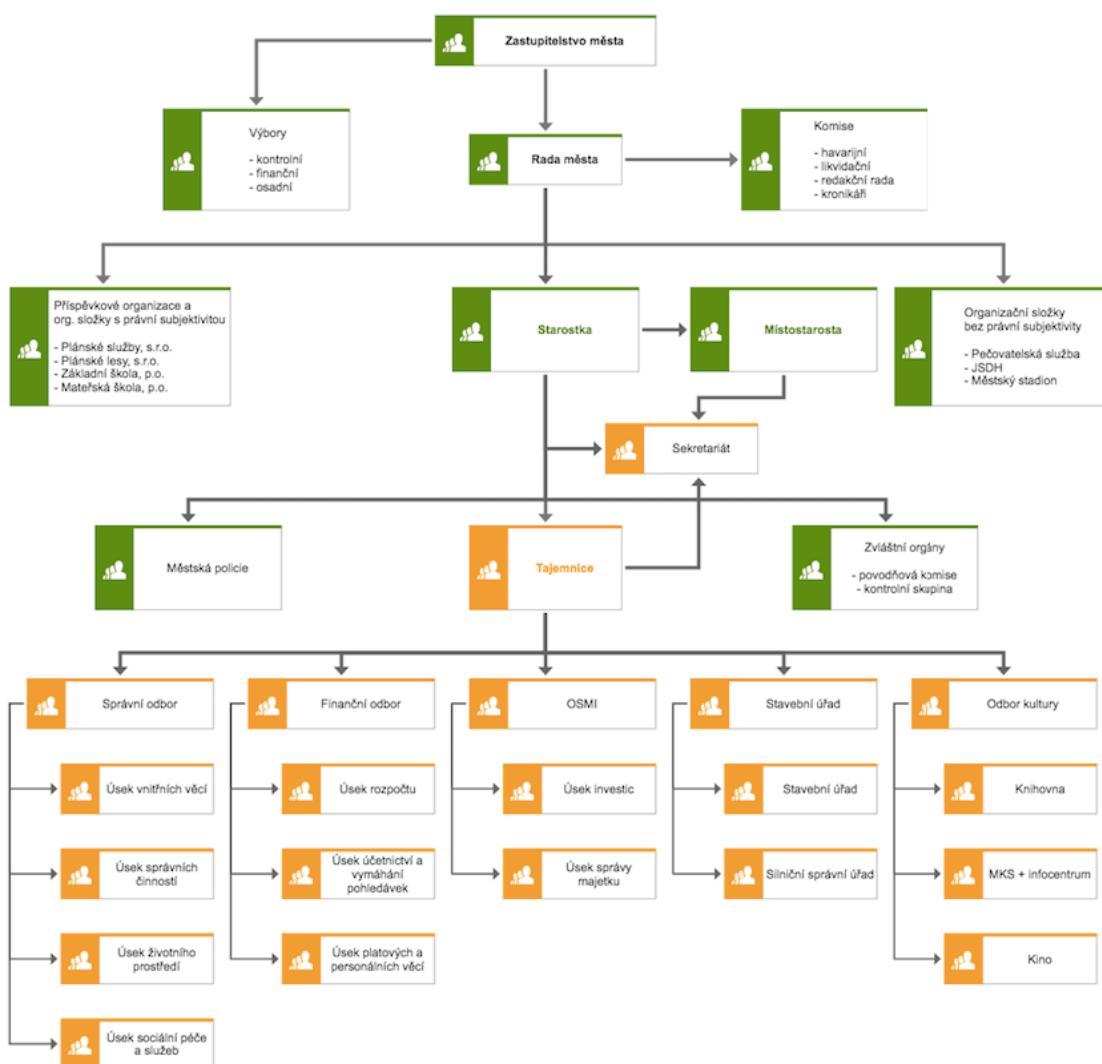 Zastupitelstvo města
Výbory
- kontrolní
- finanční
- osadní
Rada města
Komise
- havarijní
- likvidační
- redakční rada
- kronikáři
Příspěvkové organizace a
org. složky s právní subjektivitou
- Plánské služby, s.r.o.
- Plánské lesy, s.r.o.
- Základní škola, p.o.
- Mateřská škola, p.o.
Starostka
Místostarosta
Organizační složky
bez právní subjektivity
- Pečovatelská služba
- JSDH
- Městský stadion
Sekretariát
Městská policie
Tajemnice
Zvláštní orgány
- povodňová komise
- kontrolní skupina
Správní odbor
Finanční odbor
OSMI
Stavební úřad
Odbor kultury
Úsek vnitřních věcí
Úsek rozpočtu
Úsek investic
Stavební úřad
Knihovna
Úsek správních
činností
Úsek účetnictví a
vymáhání
pohledávek
Úsek správy
majetku
Silniční správní úřad
MKS + infocentrum
Úsek životního
prostředí
Úsek platových a
personálních věcí
Kino
Úsek sociální péče
a služeb